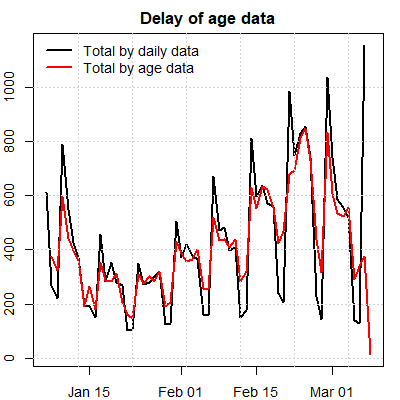 Delay of age data
Total by daily data
Total by age data
1000
800
600
400
200
0
Jan 15 Feb 01 Feb 15 Mar 01